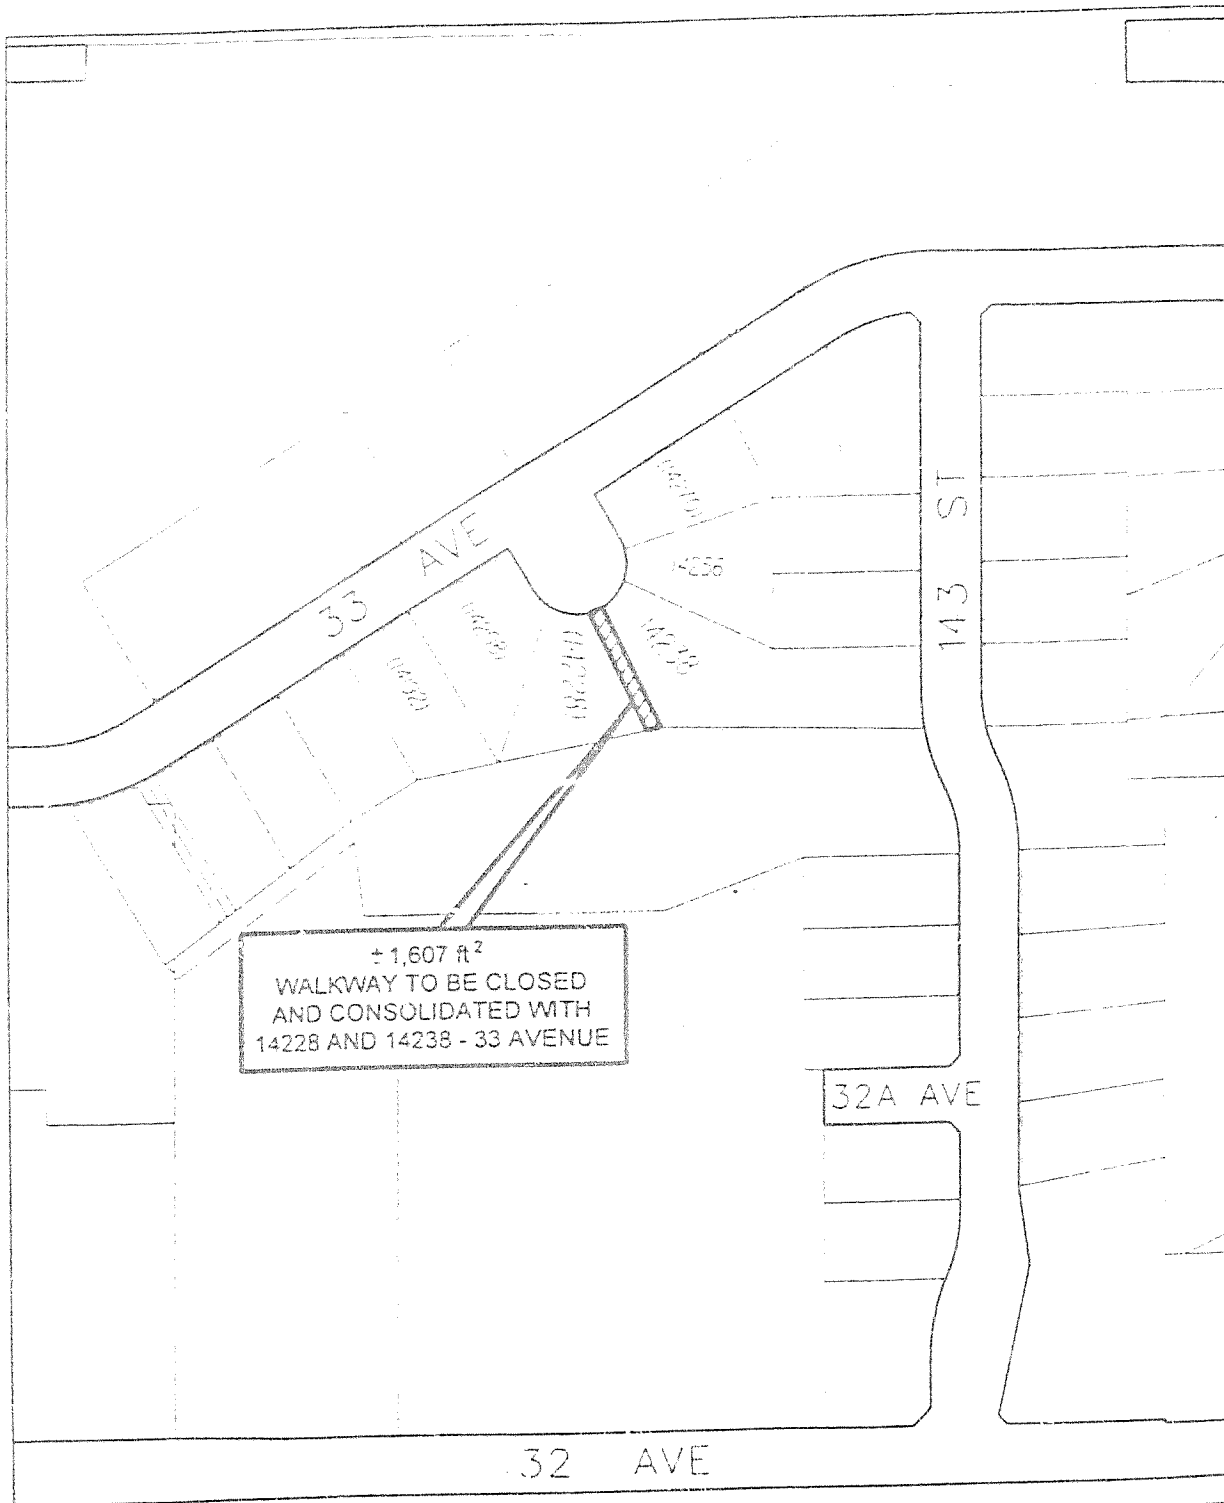 143 ST
33 AVE
14238
± 1,607 ft²
WALKWAY TO BE CLOSED
AND CONSOLIDATED WITH
14228 AND 14238 - 33 AVENUE
32A AVE
32 AVE